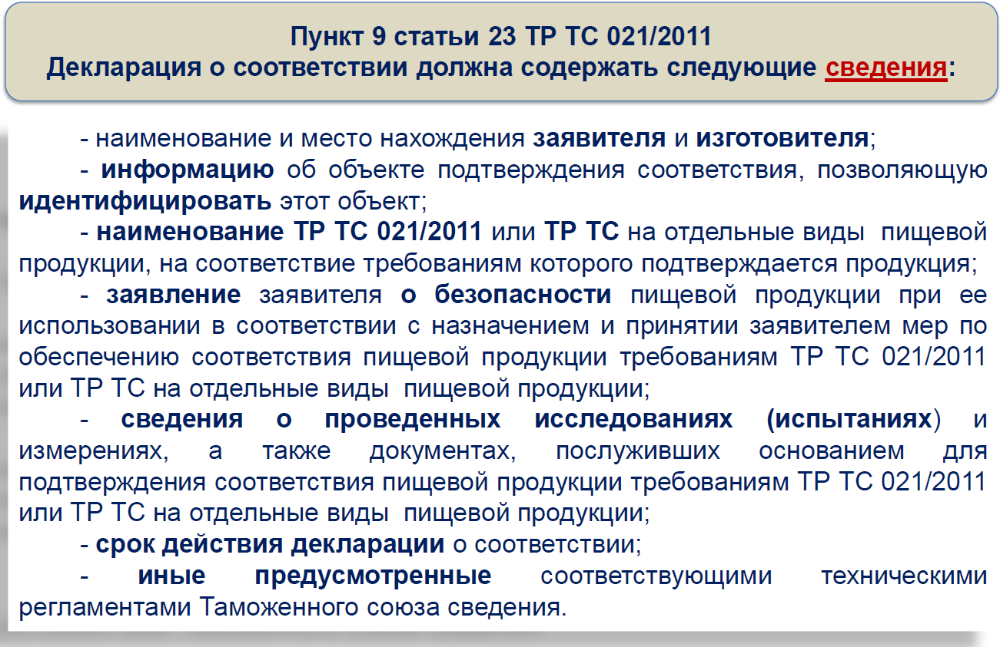 Пункт 9 статьи 23 ТР ТС 021/2011
Декларация о соответствии должна содержать следующие сведения:
- наименование и место нахождения заявителя и изготовителя;
- информацию об объекте подтверждения соответствия, позволяющую
идентифицировать этот объект;
- наименование ТР ТС 021/2011 или ТР ТС на отдельные виды пищевой
продукции, на соответствие требованиям которого подтверждается продукция;
- заявление заявителя о безопасности пищевой продукции при ее
использовании в соответствии с назначением и принятии заявителем мер по
обеспечению соответствия пищевой продукции требованиям ТР ТС 021/2011
или ТР ТС на отдельные виды пищевой продукции;
- сведения о проведенных исследованиях (испытаниях) и
измерениях, а также документах, послуживших основанием для
подтверждения соответствия пищевой продукции требованиям ТР ТС 021/2011
или ТР ТС на отдельные виды пищевой продукции;
- срок действия декларации о соответствии;
- иные предусмотренные соответствующими техническими
регламентами Таможенного союза сведения.